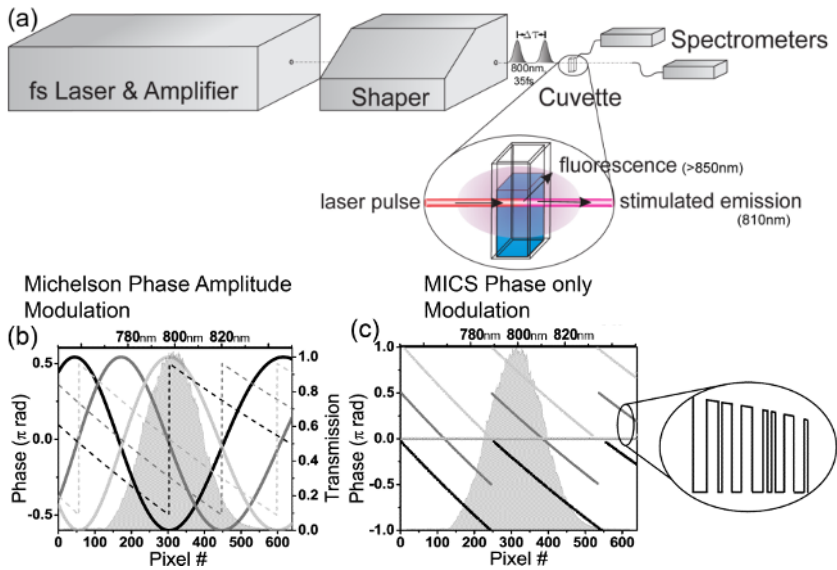 (a)
fs Laser & Amplifier
Shaper
Δτ
800nm
35fs
Cuvette
Spectrometers
laser pulse
fluorescence (>850nm)
stimulated emission
(810nm)
Michelson Phase Amplitude
Modulation
(b)
780nm 800nm 820nm
0.5
0.0
-0.5
Phase (π rad)
1.0
0.8
0.6
0.4
0.2
0.0
Transmission
0 100 200 300 400 500 600
Pixel #
MICS Phase only
Modulation
(c)
780nm 800nm 820nm
1.0
0.5
0.0
-0.5
-1.0
Phase (π rad)
0 100 200 300 400 500 600
Pixel #